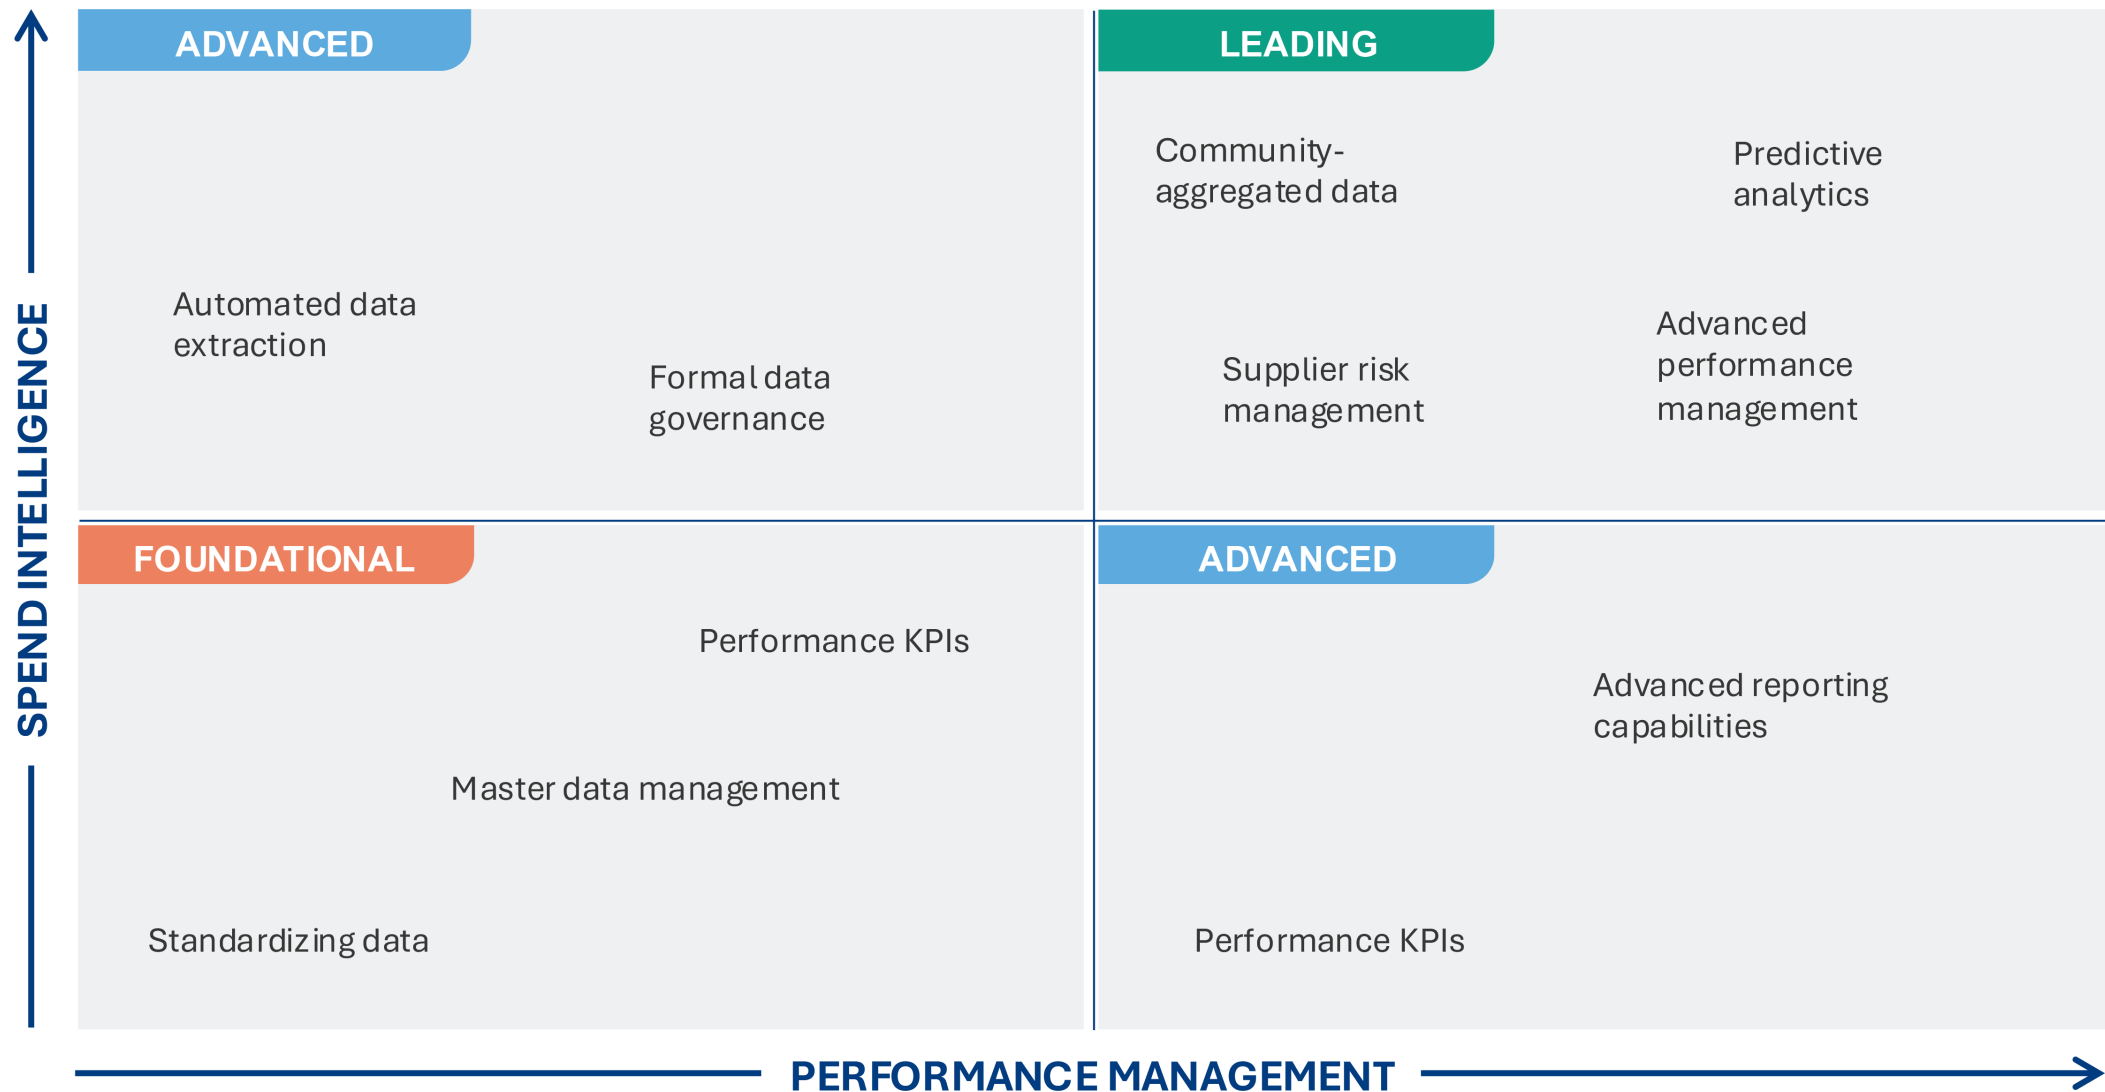 ADVANCED
Automated data
extraction
Formal data
governance
LEADING
Community-
aggregated data
Predictive
analytics
Supplier risk
management
Advanced
performance
management
FOUNDATIONAL
Performance KPIs
Master data management
Standardizing data
ADVANCED
Advanced reporting
capabilities
Performance KPIs
SPEND INTELLIGENCE
PERFORMANCE MANAGEMENT